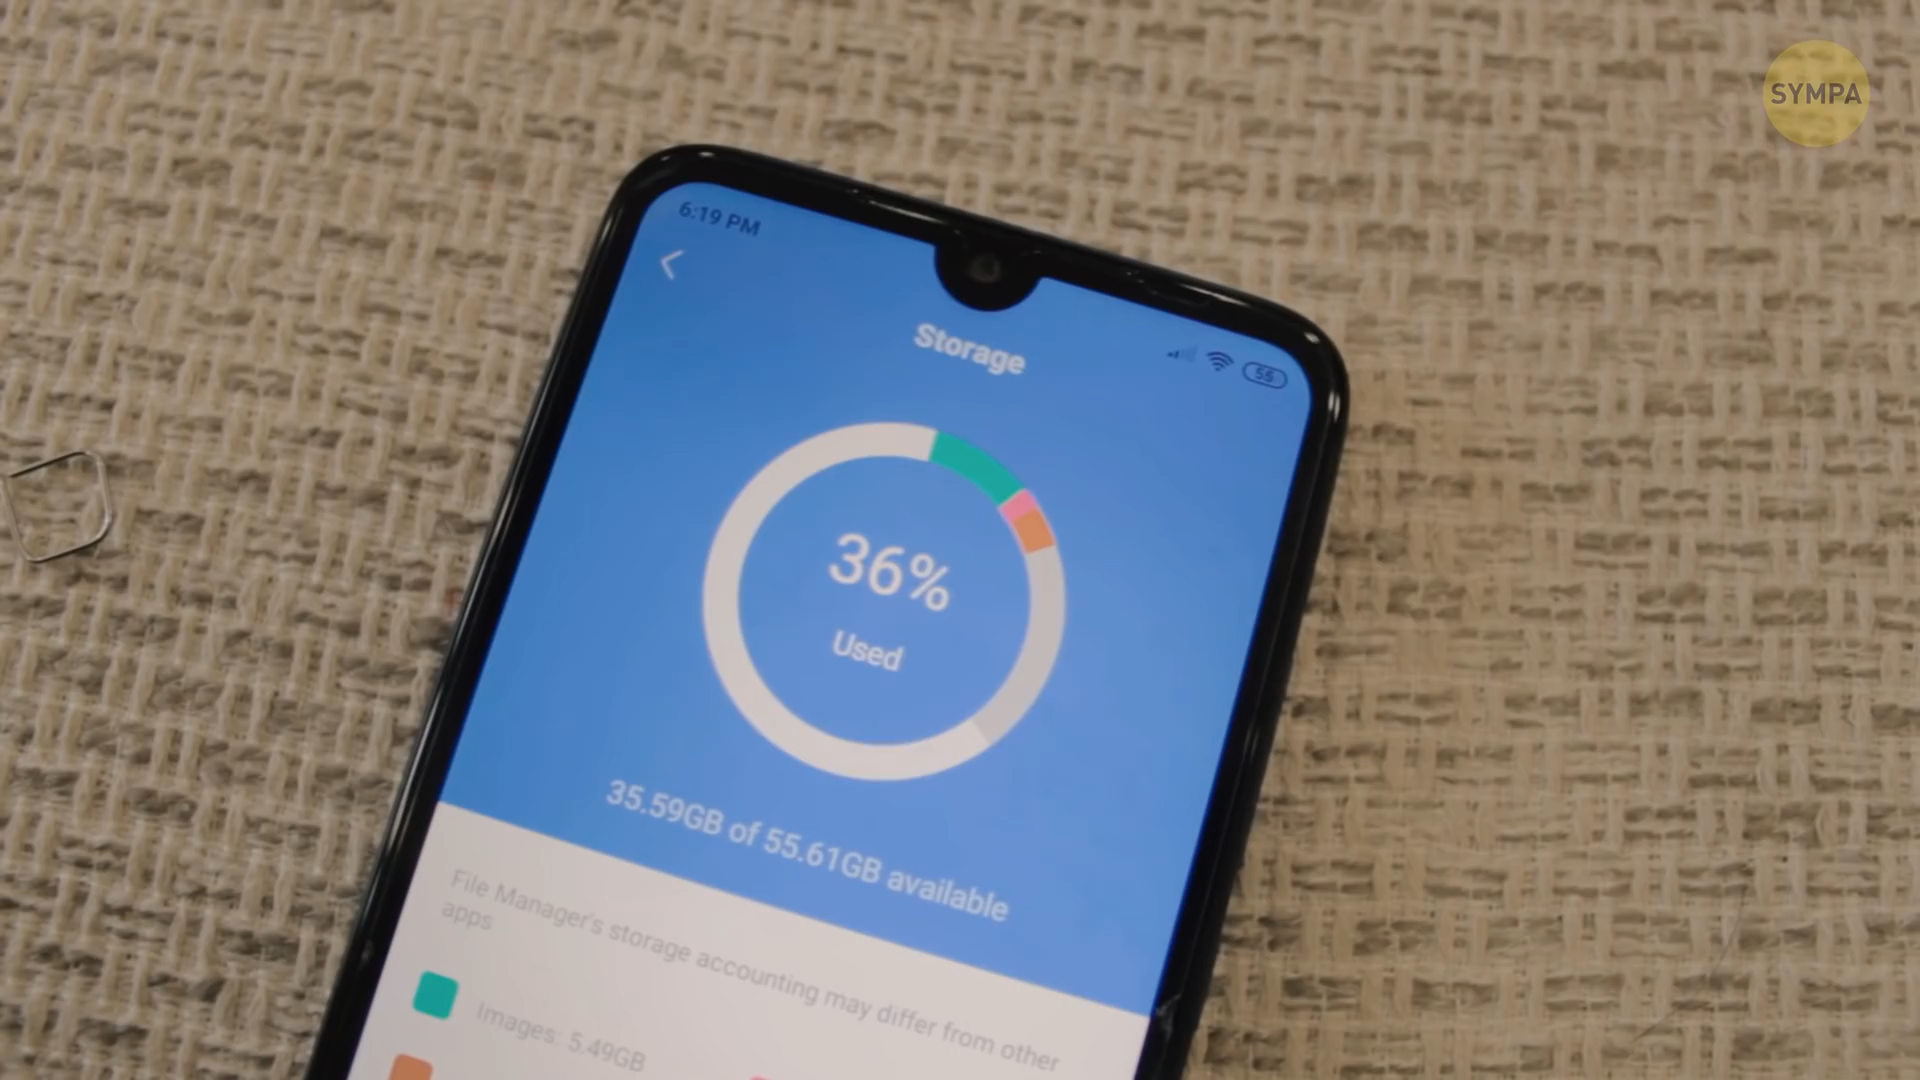 SYMPA
6:19 PM
55
Storage
36%
Used
35.59GB of 55.61GB available
File Manager's storage accounting may differ from other
apps
Images: 5.49GB